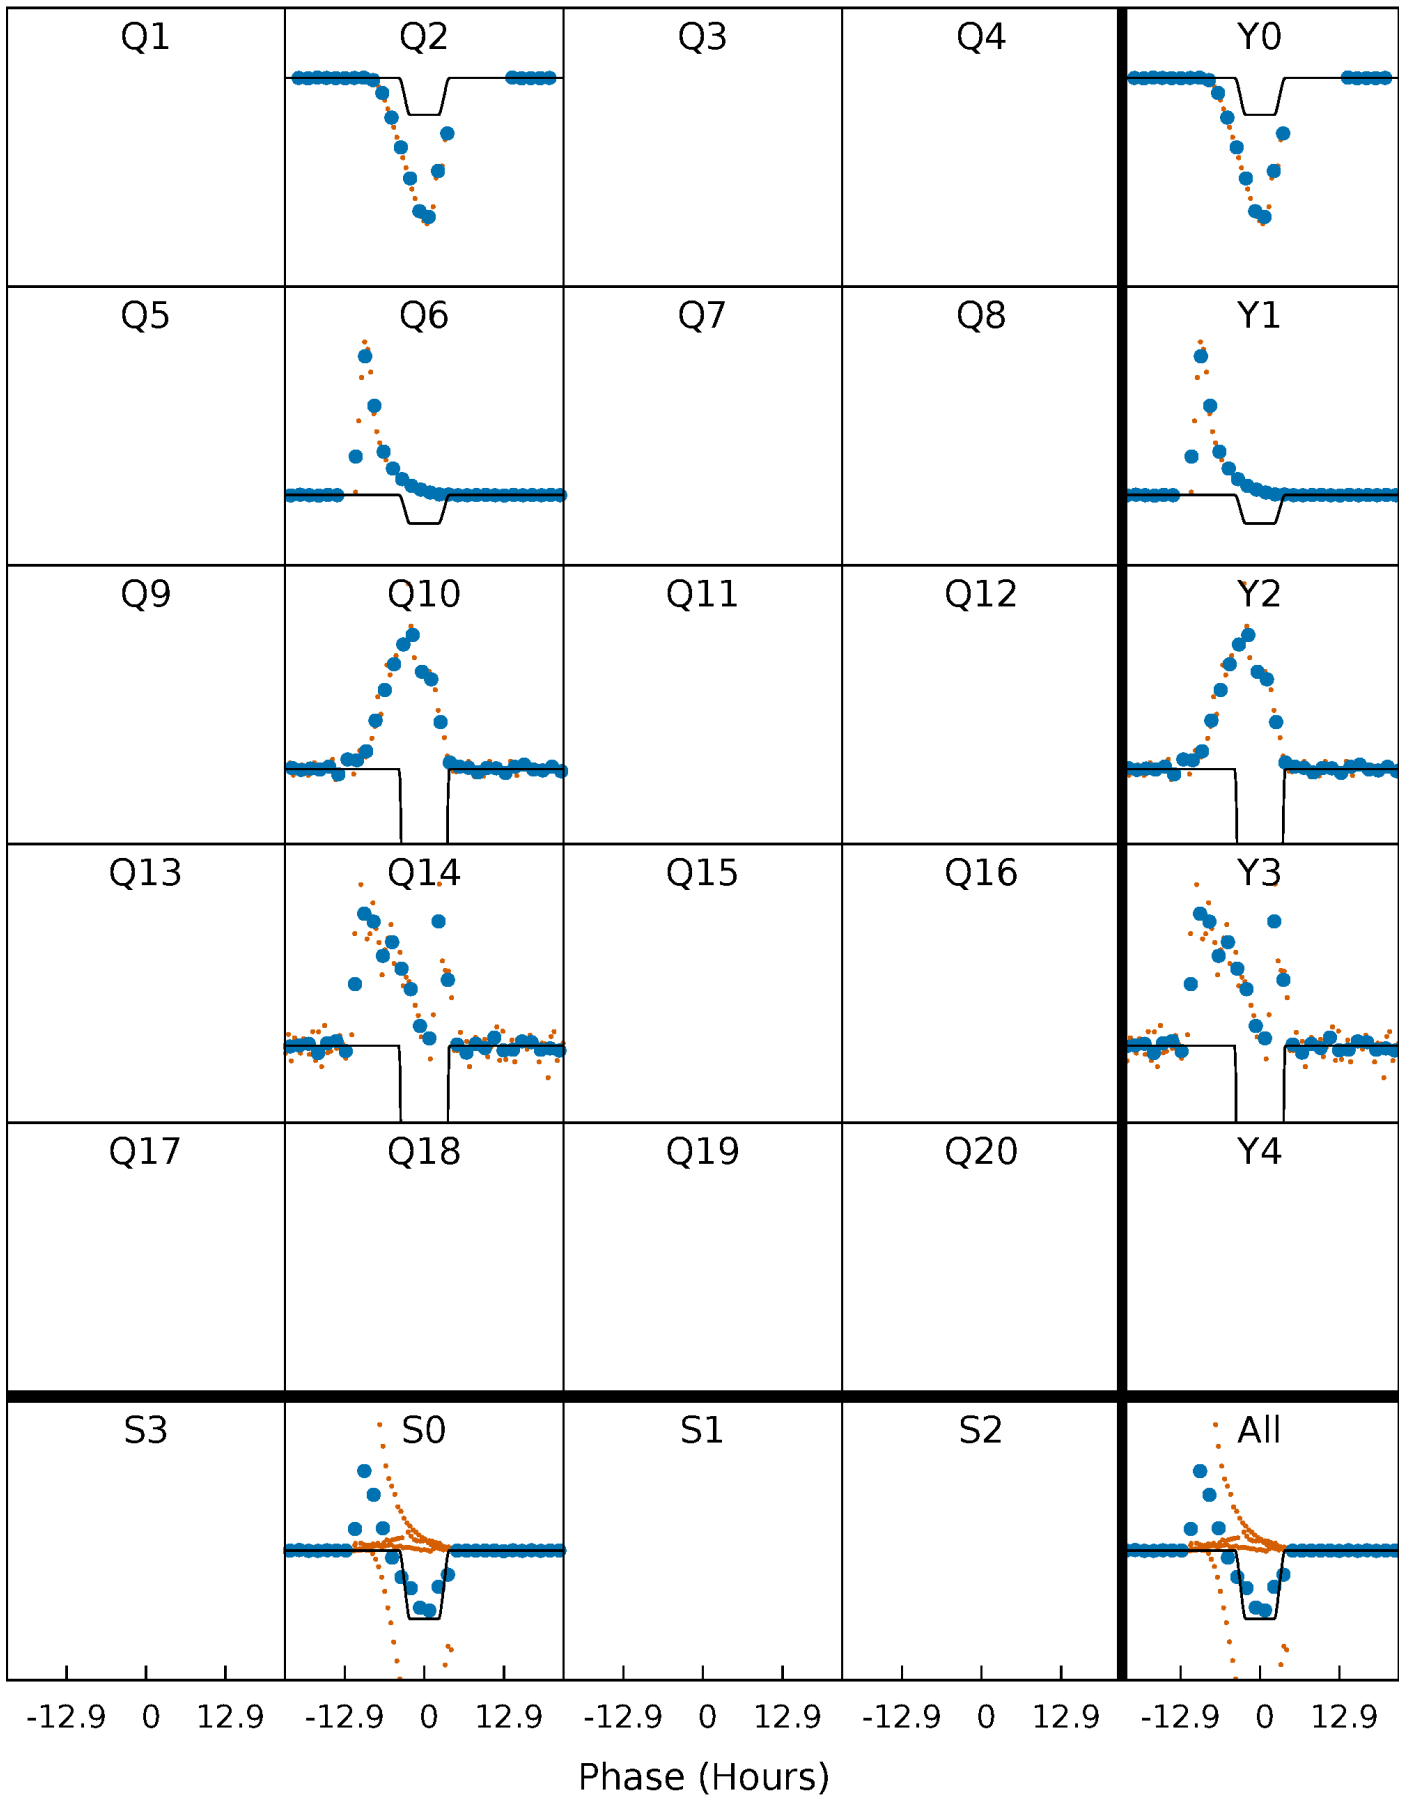 Q1 Q2 Q3 Q4 Y0
Q5 Q6 Q7 Q8 Y1
Q9 Q10 Q11 Q12 Y2
Q13 Q14 Q15 Q16 Y3
Q17 Q18 Q19 Q20 Y4
S3 S0 S1 S2 All
-12.9 0 12.9 -12.9 0 12.9 -12.9 0 12.9 -12.9 0 12.9 -12.9 0 12.9
Phase (Hours)